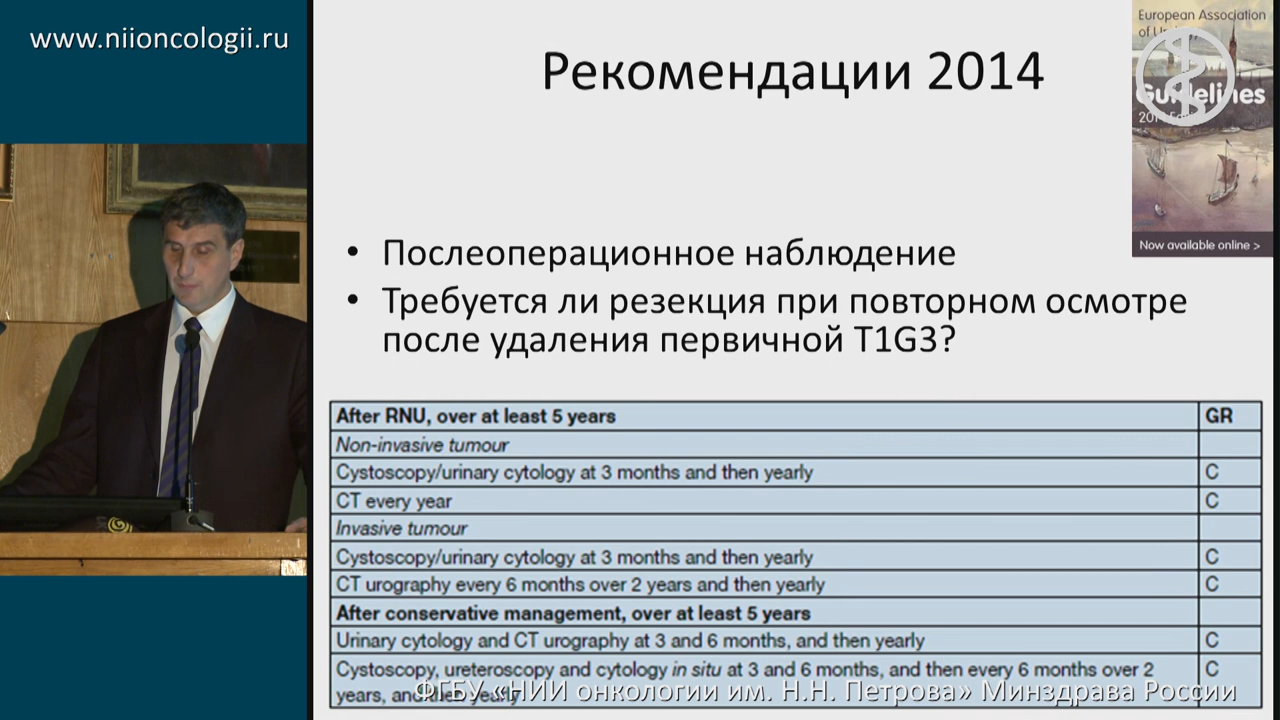 www.niioncologii.ru
Рекомендации 2014
European Association
of
Guidelines
Now available online >
• Послеоперационное наблюдение
• Требуется ли резекция при повторном осмотре
после удаления первичной T1G3?
After RNU, over at least 5 years GR
Non-invasive tumour
Cystoscopy/urinary cytology at 3 months and then yearly C
CT every year C
Invasive tumour
Cystoscopy/urinary cytology at 3 months and then yearly C
CT urography every 6 months over 2 years and then yearly C
After conservative management, over at least 5 years
Urinary cytology and CT urography at 3 and 6 months, and then yearly C
Cystoscopy, ureteroscopy and cytology in situ at 3 and 6 months, and then every 6 months over 2 C
years, and then yearly
ФГБУ «НИИ онкологии им. Н.Н. Петрова» Минздрава России